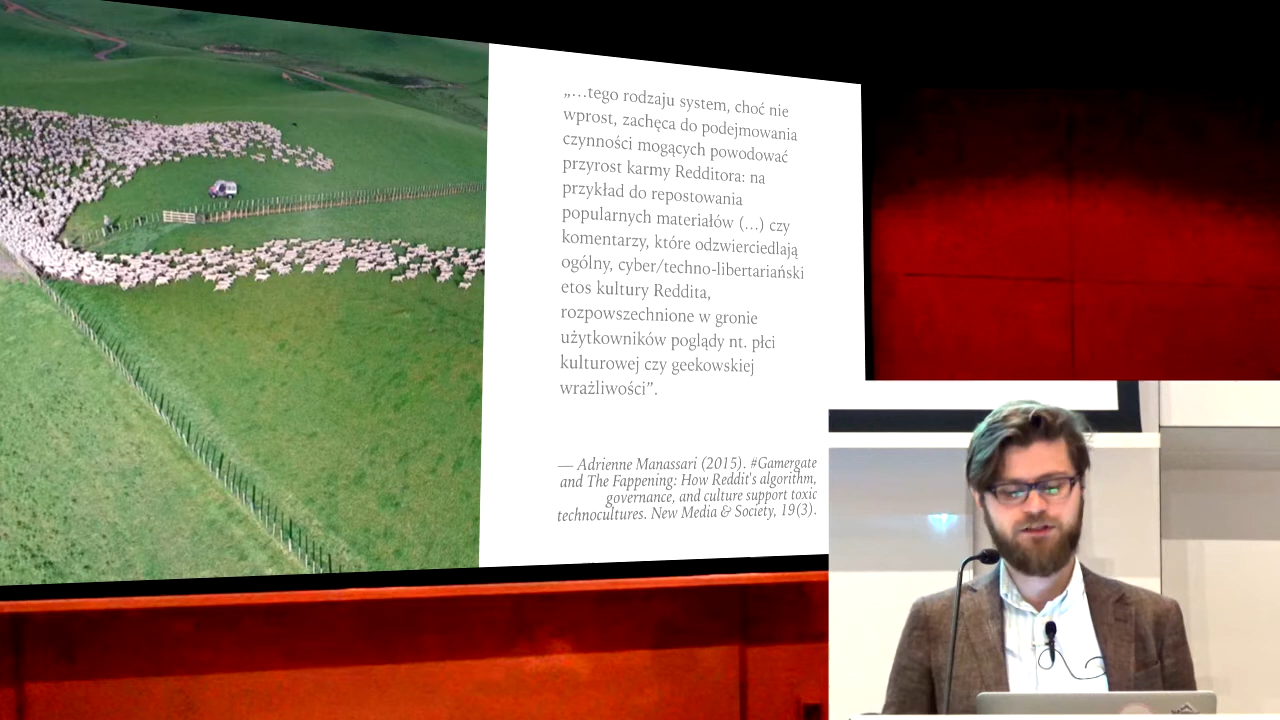 „…tego rodzaju system, choć nie
wprost, zachęca do podejmowania
czynności mogących powodować
przyrost karmy Redditora: na
przykład do repostowania
popularnych materiałów (…) czy
komentarzy, które odzwierciedlają
ogólny, cyber/techno-libertariański
etos kultury Reddita,
rozpowszechnione w gronie
użytkowników poglądy nt. płci
kulturowej czy geekowskiej
wrażliwości”.
— Adrienne Manassari (2015). #Gamergate
and The Fappening: How Reddit's algorithm,
governance, and culture support toxic
technocultures. New Media & Society, 19(3).